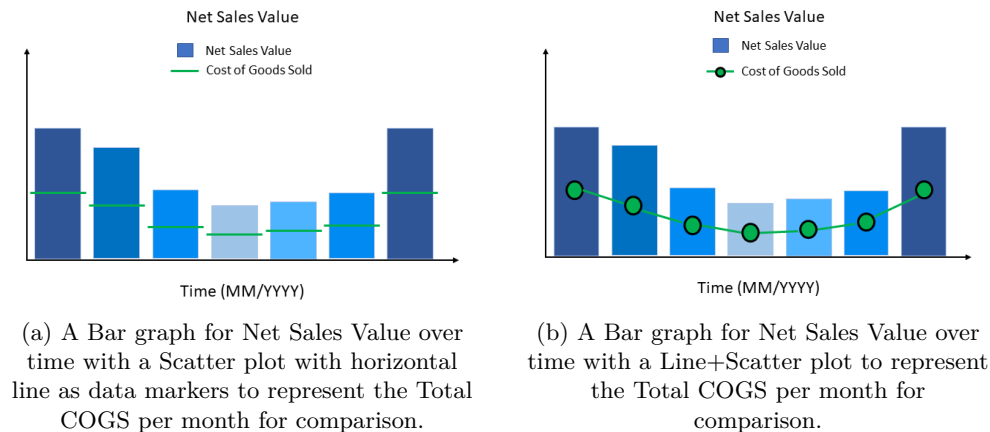 Net Sales Value
Net Sales Value
Cost of Goods Sold
Time (MM/YYYY)
(a) A Bar graph for Net Sales Value over
time with a Scatter plot with horizontal
line as data markers to represent the Total
COGS per month for comparison.
Net Sales Value
Net Sales Value
Cost of Goods Sold
Time (MM/YYYY)
(b) A Bar graph for Net Sales Value over
time with a Line+Scatter plot to represent
the Total COGS per month for
comparison.